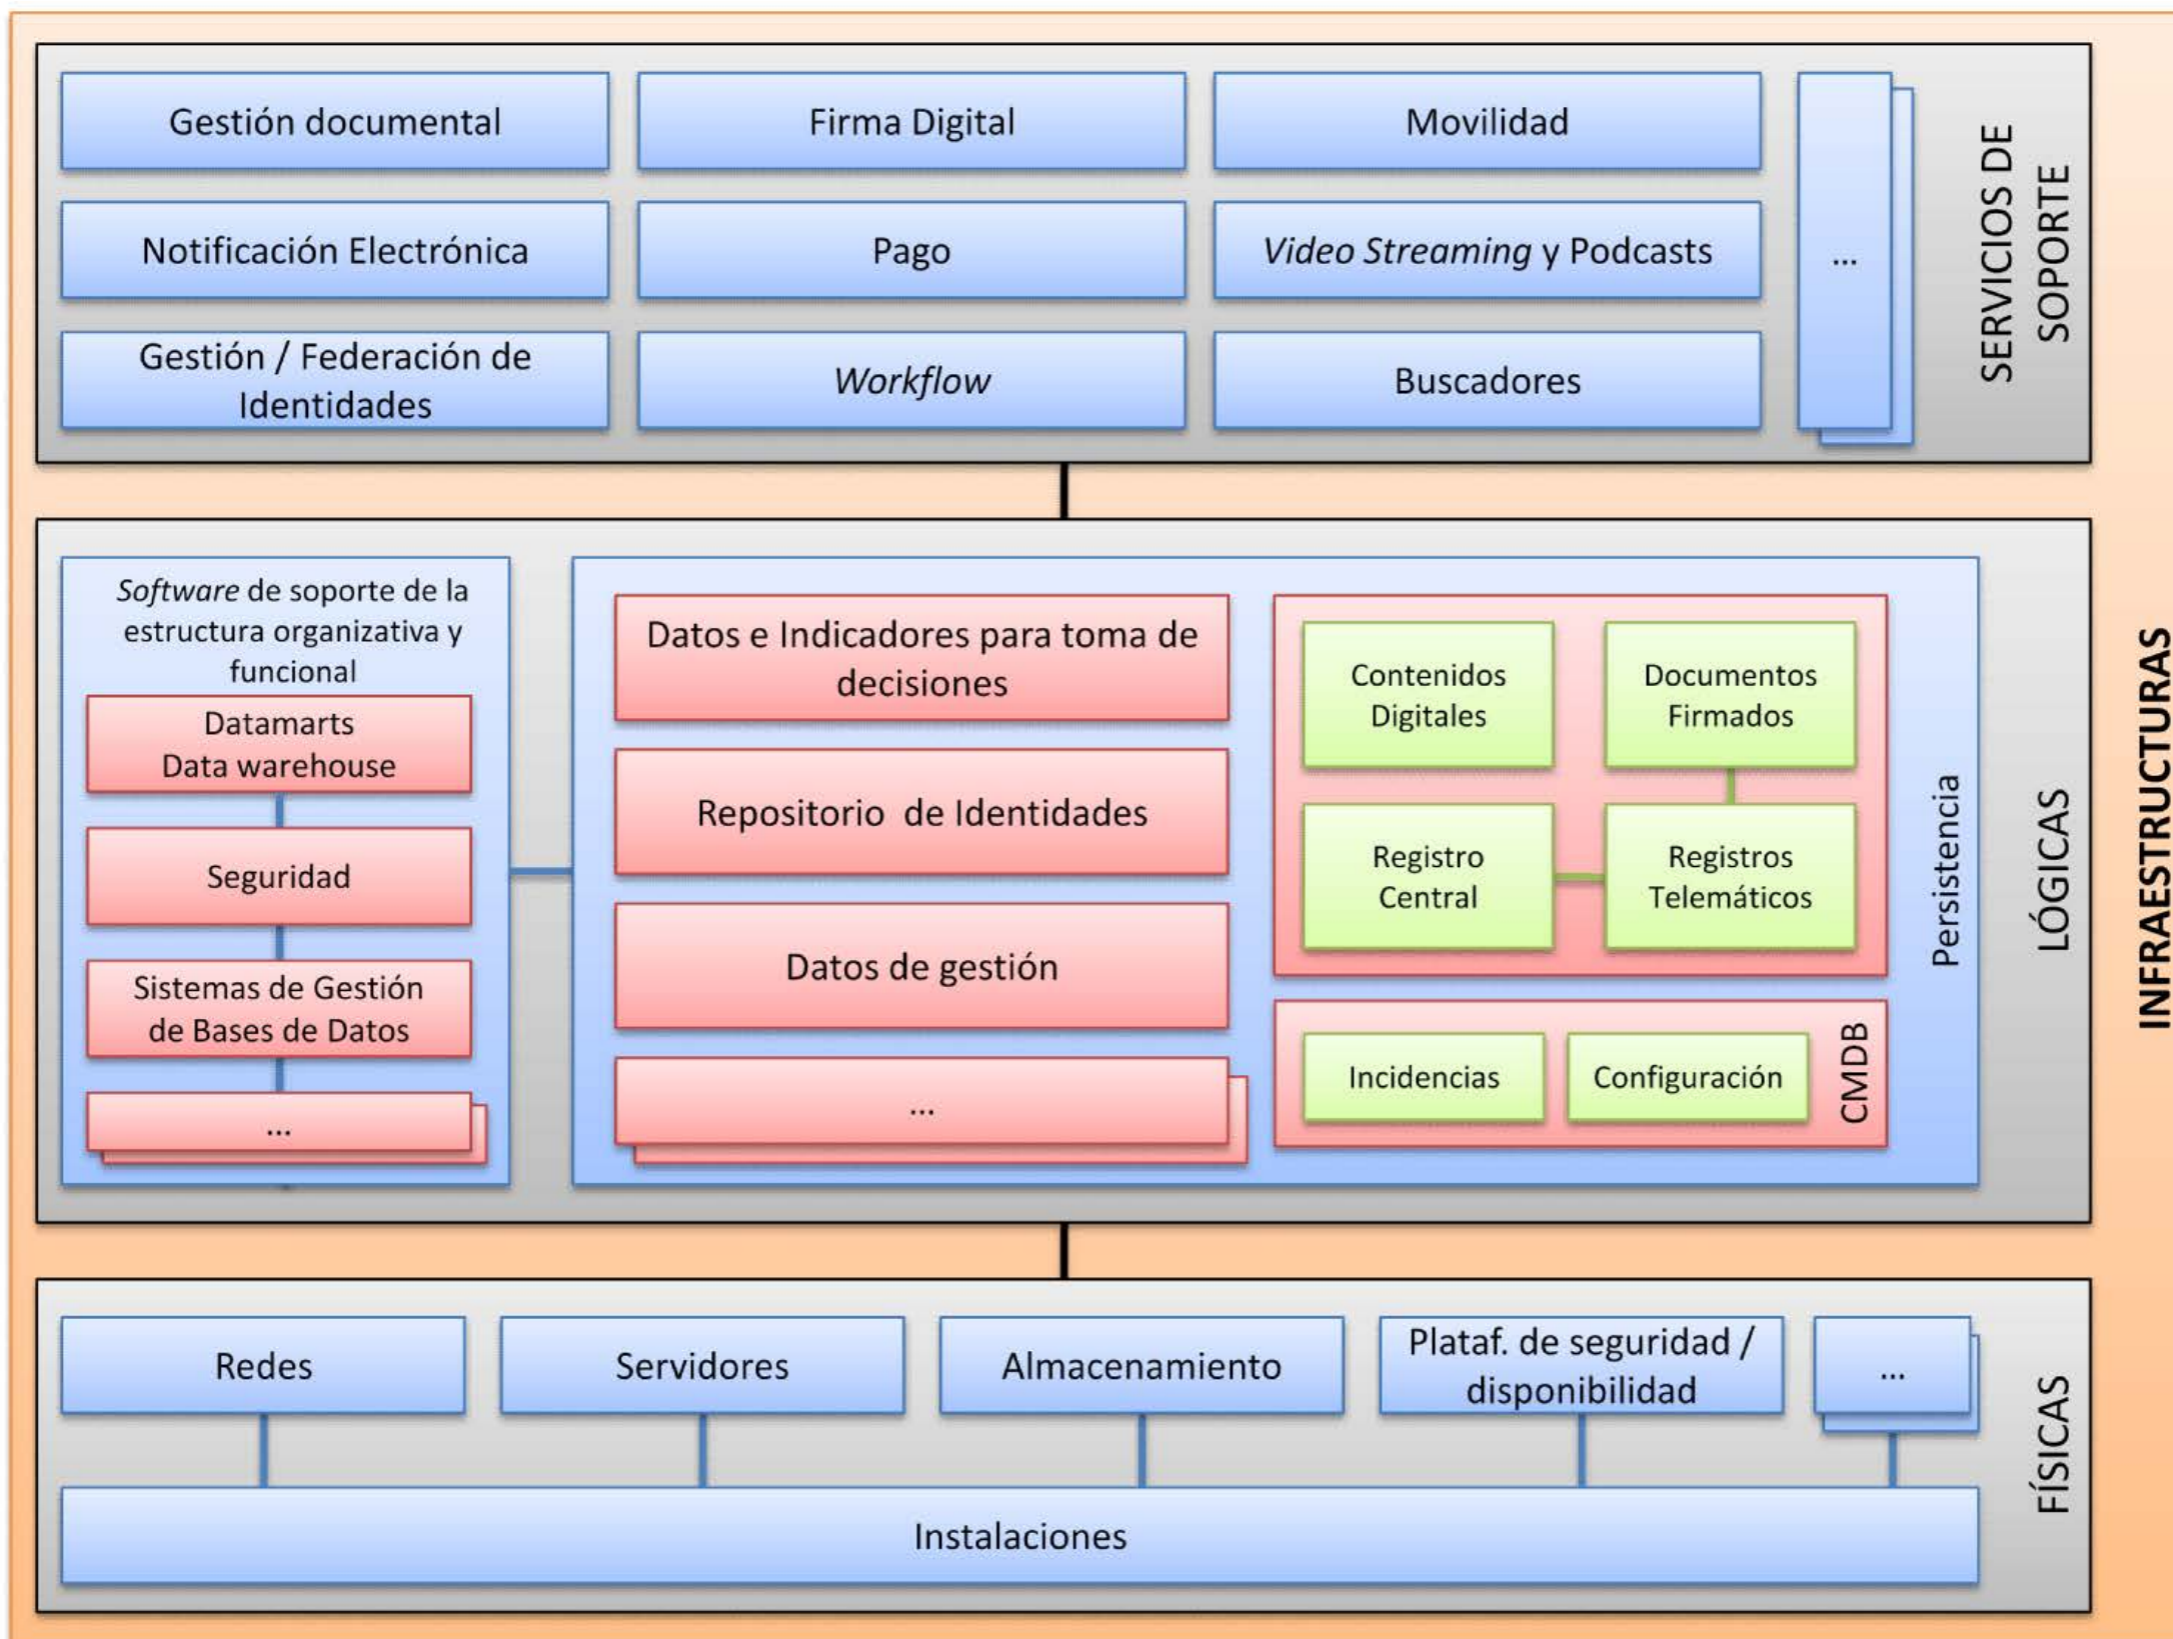 Gestión documental
Firma Digital
Movilidad
Notificación Electrónica
Pago
Video Streaming y Podcasts
...
Gestión / Federación de
Identidades
Workflow
Buscadores
SERVICIOS DE
SOPORTE
Software de soporte de la
estructura organizativa y
funcional
Datamarts
Data warehouse
Seguridad
Sistemas de Gestión
de Bases de Datos
...
Datos e Indicadores para toma de
decisiones
Repositorio de Identidades
Datos de gestión
...
Contenidos
Digitales
Documentos
Firmados
Registro
Central
Registros
Telemáticos
Incidencias
Configuración
CMDB
Persistencia
LÓGICAS
Redes
Servidores
Almacenamiento
Plataf. de seguridad /
disponibilidad
...
Instalaciones
FÍSICAS
INFRAESTRUCTURAS